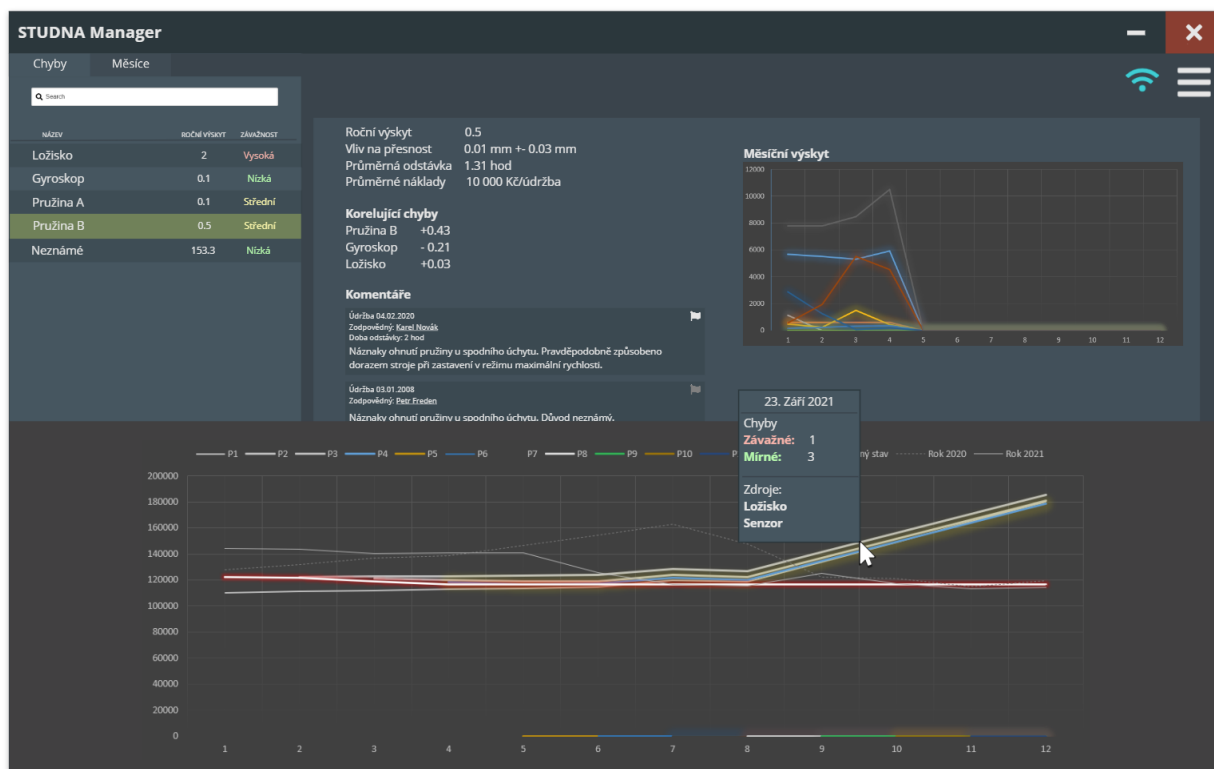 STUDNA Manager
Chyby Měsíce
Search
NÁZEV ROČNÍ VÝSKYT ZÁVAŽNOST
Ložisko 2 Vysoká
Gyroskop 0.1 Nízká
Pružina A 0.1 Střední
Pružina B 0.5 Střední
Neznámé 153.3 Nízká
Roční výskyt 0.5
Vliv na přesnost 0.01 mm +- 0.03 mm
Průměrná odstávka 1.31 hod
Průměrné náklady 10 000 Kč/údržba
Korelující chyby
Pružina B +0.43
Gyroskop - 0.21
Ložisko +0.03
Komentáře
Údržba 04.02.2020
Zodpovědný: Karel Novák
Doba odstávky: 2 hod
Náznaky ohnutí pružiny u spodního úchytu. Pravděpodobně způsobeno
dorazem stroje při zastavení v režimu maximální rychlosti.
Údržba 03.01.2008
Zodpovědný: Petr Freden
Náznaky ohnutí pružiny u spodního úchytu. Důvod neznámý.
Měsíční výskyt
12000
10000
8000
6000
4000
2000
0
1 2 3 4 5 6 7 8 9 10 11 12
23. Září 2021
Chyby
Závažné: 1
Mírné: 3
Zdroje:
Ložisko
Senzor
P1 P2 P3 P4 P5 P6 P7 P8 P9 P10 P ný stav Rok 2020 Rok 2021
200000
180000
160000
140000
120000
100000
80000
60000
40000
20000
0
1 2 3 4 5 6 7 8 9 10 11 12